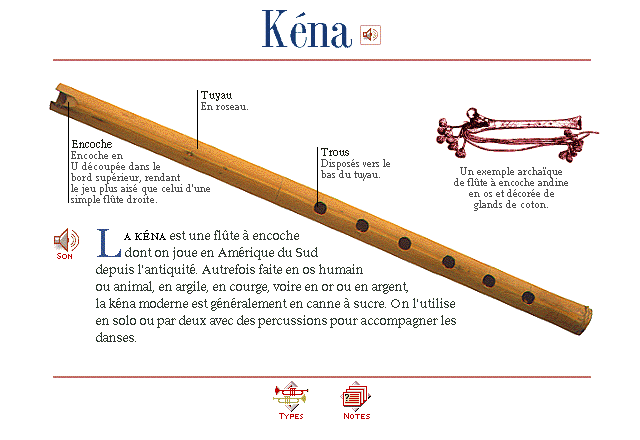 Kéna
Tuyau
En roseau.
Encoche
Encoche en
U découpée dans le
bord supérieur, rendant
le jeu plus aisé que celui d'une
simple flûte droite.
Trous
Disposés vers le
bas du tuyau.
Un exemple archaïque
de flûte à encoche andine
en os et décorée de
glands de coton.
SON
LA KÉNA est une flûte à encoche
dont on joue en Amérique du Sud
depuis l'antiquité. Autrefois faite en os humain
ou animal, en argile, en courge, voire en or ou en argent,
la kéna moderne est généralement en canne à sucre. On l'utilise
en solo ou par deux avec des percussions pour accompagner les
danses.
TYPES
NOTES